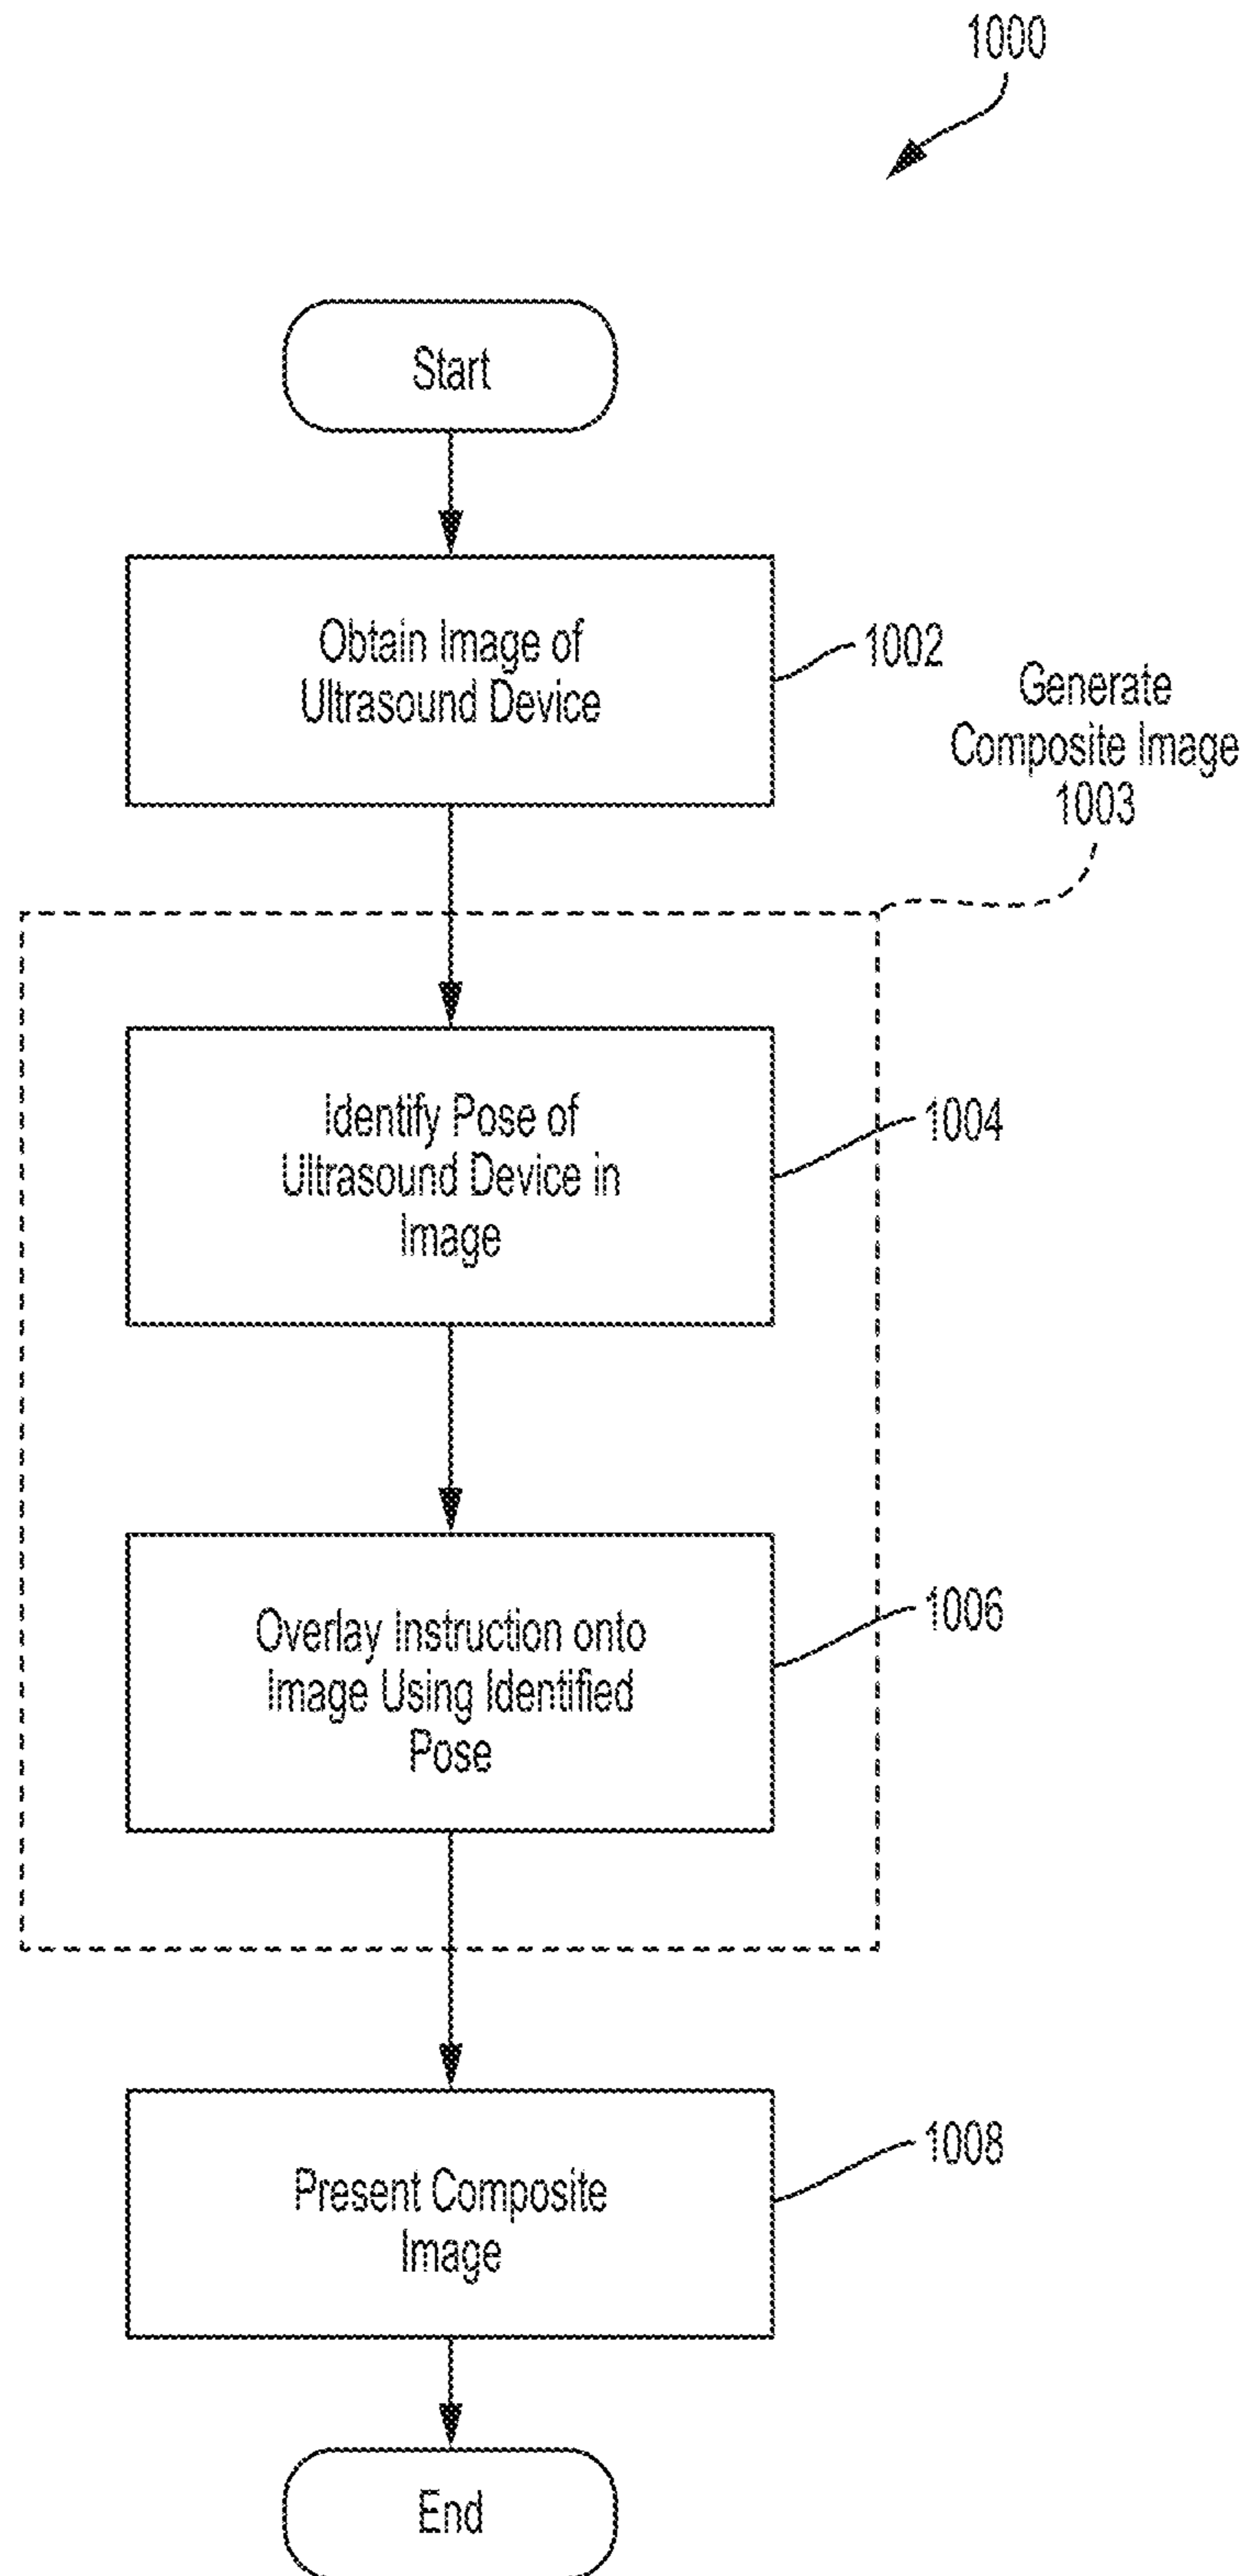 1000
Start
Obtain Image of
Ultrasound Device
1002
Generate
Composite Image
1003
Identify Pose of
Ultrasound Device in
Image
1004
Overlay Instruction onto
Image Using Identified
Pose
1006
Present Composite
Image
1008
End